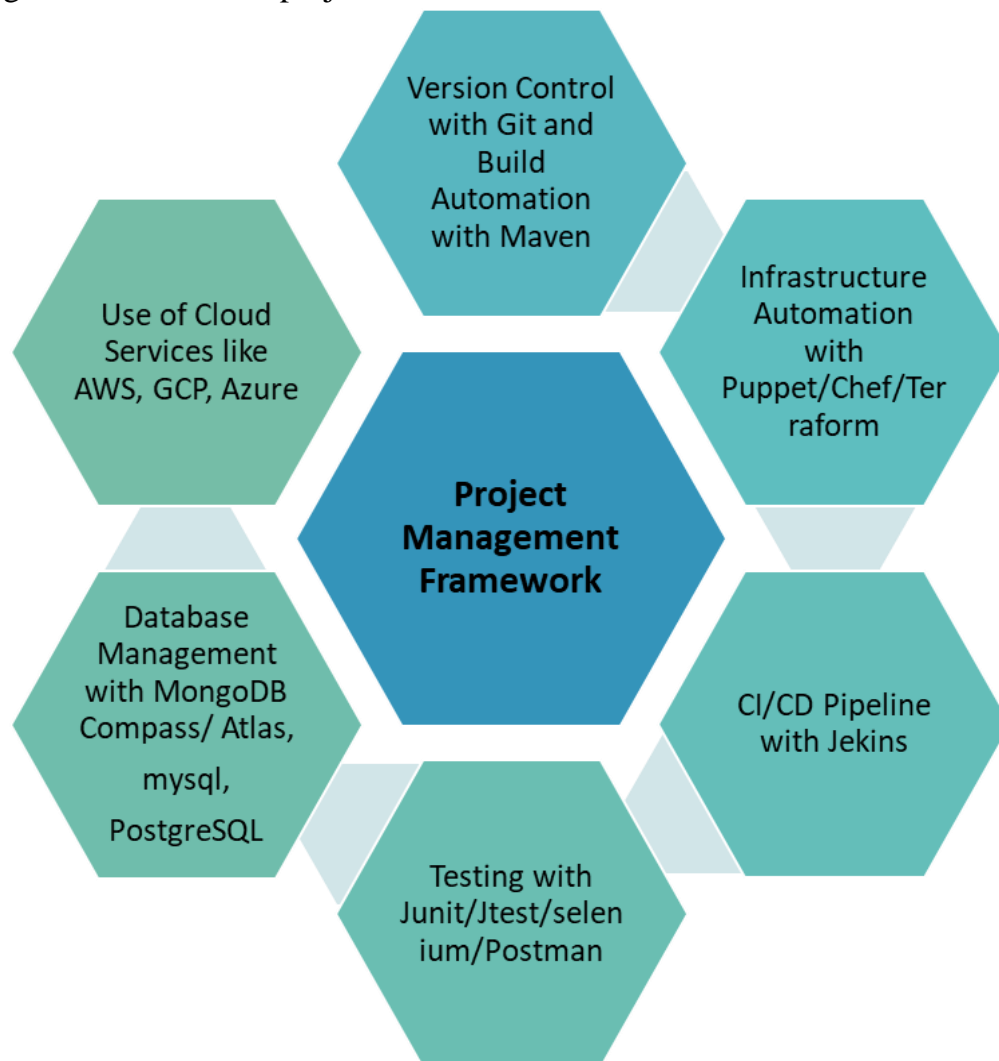 Version Control
with Git and
Build
Automation
with Maven
Infrastructure
Automation
with
Puppet/Chef/Ter
raform
Use of Cloud
Services like
AWS, GCP, Azure
Project
Management
Framework
Database
Management
with MongoDB
Compass/ Atlas,
mysql,
PostgreSQL
CI/CD Pipeline
with Jekins
Testing with
Junit/Jtest/selen
ium/Postman